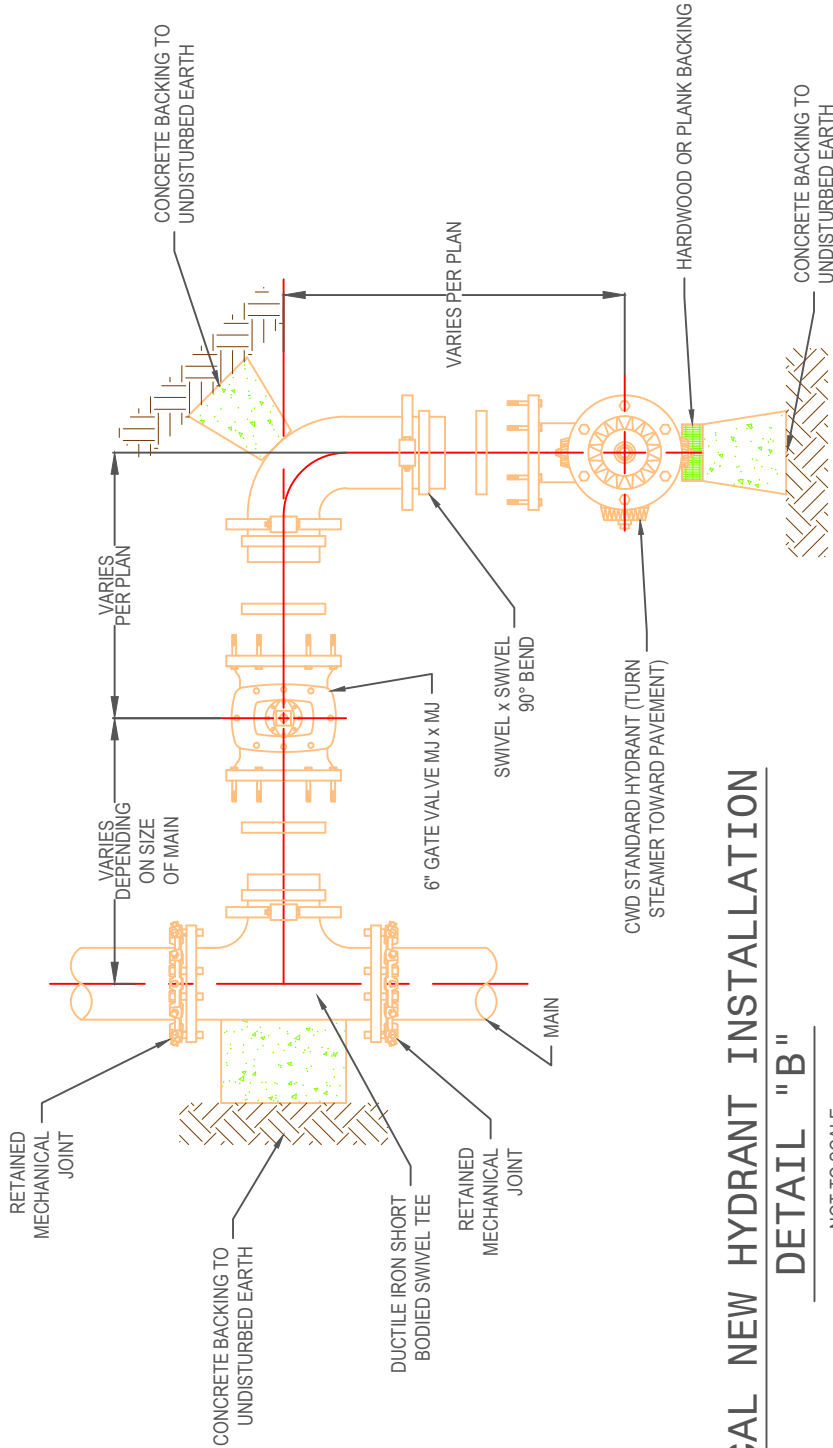 RETAINED
MECHANICAL
JOINT
CONCRETE BACKING TO
UNDISTURBED EARTH
DUCTILE IRON SHORT
BODIED SWIVEL TEE
RETAINED
MECHANICAL
JOINT
MAIN
VARIES
DEPENDING
ON SIZE
OF MAIN
VARIES
PER PLAN
6" GATE VALVE MJ x MJ
SWIVEL x SWIVEL
90° BEND
CWD STANDARD HYDRANT (TURN
STEAMER TOWARD PAVEMENT)
CONCRETE BACKING TO
UNDISTURBED EARTH
VARIES PER PLAN
HARDWOOD OR PLANK BACKING
CONCRETE BACKING TO
UNDISTURBED EARTH
NEW HYDRANT INSTALLATION
DETAIL "B"
NOT TO SCALE